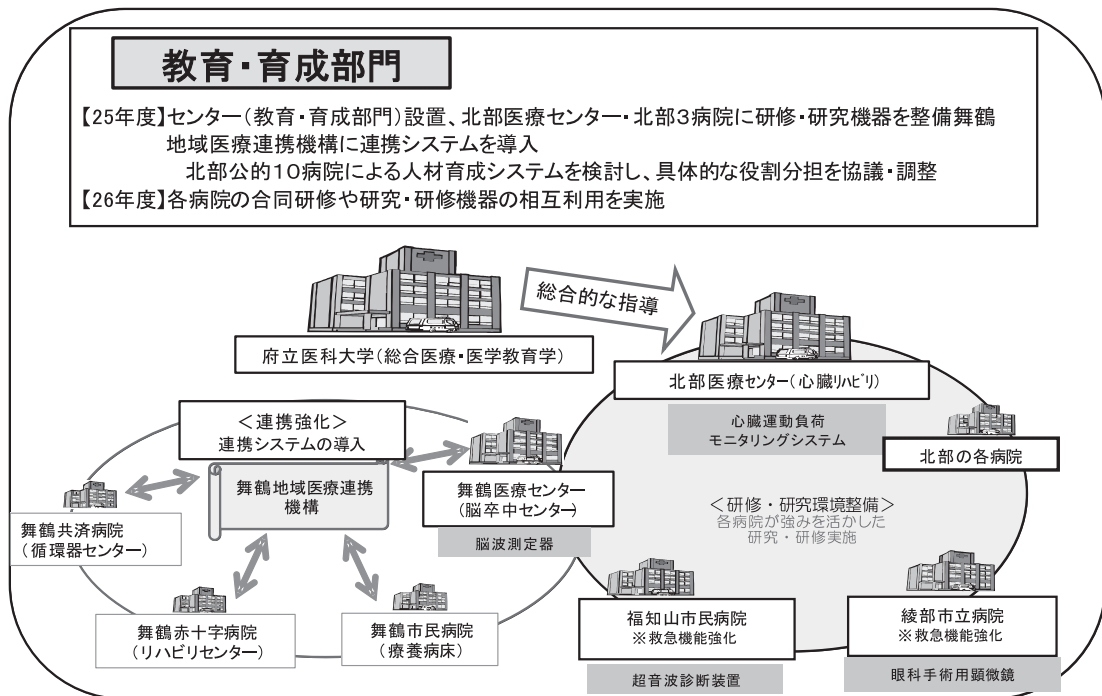 教育・育成部門
【25年度】センター(教育・育成部門)設置、北部医療センター・北部3病院に研修・研究機器を整備舞鶴
地域医療連携機構に連携システムを導入
北部公的10病院による人材育成システムを検討し、具体的な役割分担を協議・調整
【26年度】各病院の合同研修や研究・研修機器の相互利用を実施
総合的な指導
府立医科大学(総合医療・医学教育学)
北部医療センター(心臓リハビリ)
心臓運動負荷
モニタリングシステム
北部の各病院
<連携強化>
連携システムの導入
舞鶴地域医療連携
機構
舞鶴医療センター
(脳卒中センター)
脳波測定器
舞鶴共済病院
(循環器センター)
<研修・研究環境整備>
各病院が強みを活かした
研究・研修実施
舞鶴赤十字病院
(リハビリセンター)
舞鶴市民病院
(療養病床)
福知山市民病院
※救急機能強化
超音波診断装置
綾部市立病院
※救急機能強化
眼科手術用顕微鏡